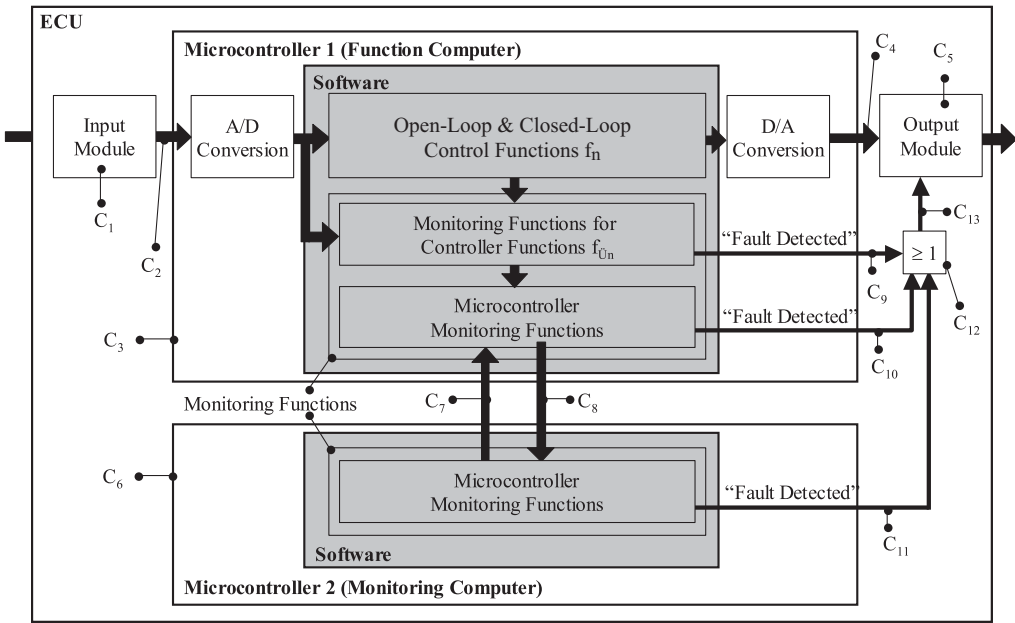 ECU
Microcontroller 1 (Function Computer)
C4
C5
Software
Input
Module
A/D
Conversion
Open-Loop & Closed-Loop
Control Functions fn
D/A
Conversion
Output
Module
C1
C2
Monitoring Functions for
Controller Functions fÜn
“Fault Detected”
≥ 1
C13
C9
C12
Microcontroller
Monitoring Functions
“Fault Detected”
C10
C3
Monitoring Functions
C7
C8
C6
Microcontroller
Monitoring Functions
“Fault Detected”
C11
Software
Microcontroller 2 (Monitoring Computer)